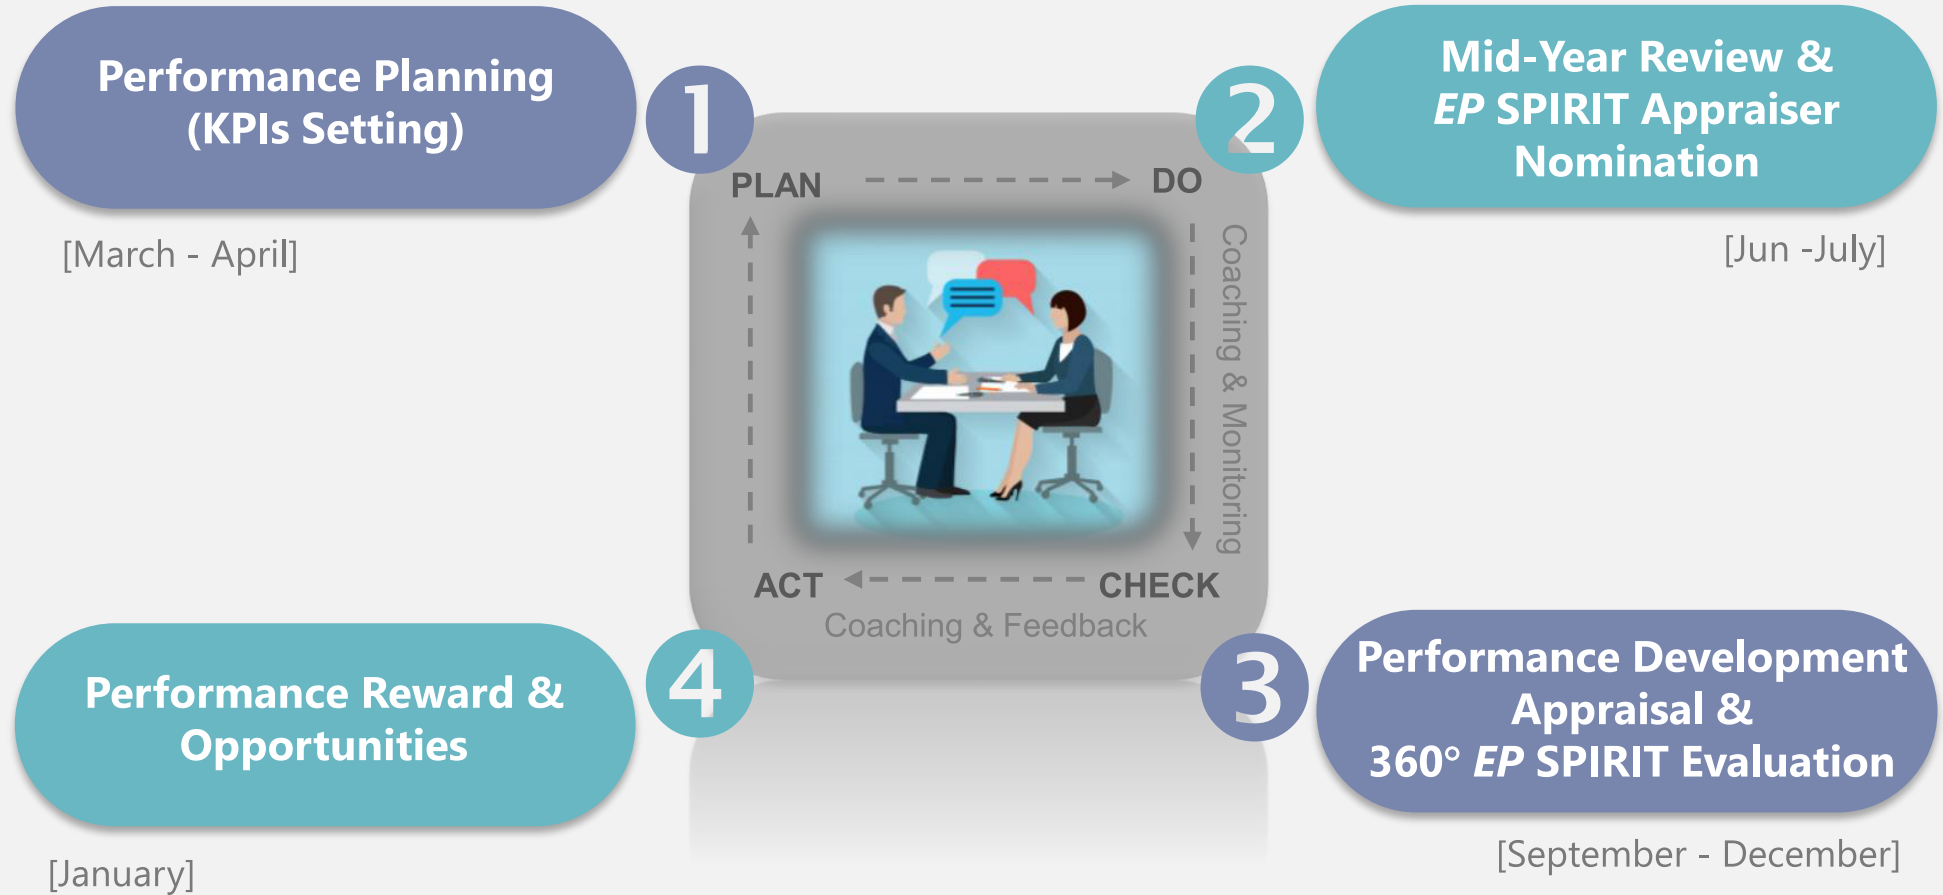 Performance Planning
(KPIs Setting)
1
[March - April]
2
Mid-Year Review &
EP SPIRIT Appraiser
Nomination
[Jun -July]
PLAN
DO
Coaching & Monitoring
ACT
CHECK
Coaching & Feedback
4
Performance Reward &
Opportunities
[January]
3
Performance Development
Appraisal &
360° EP SPIRIT Evaluation
[September - December]